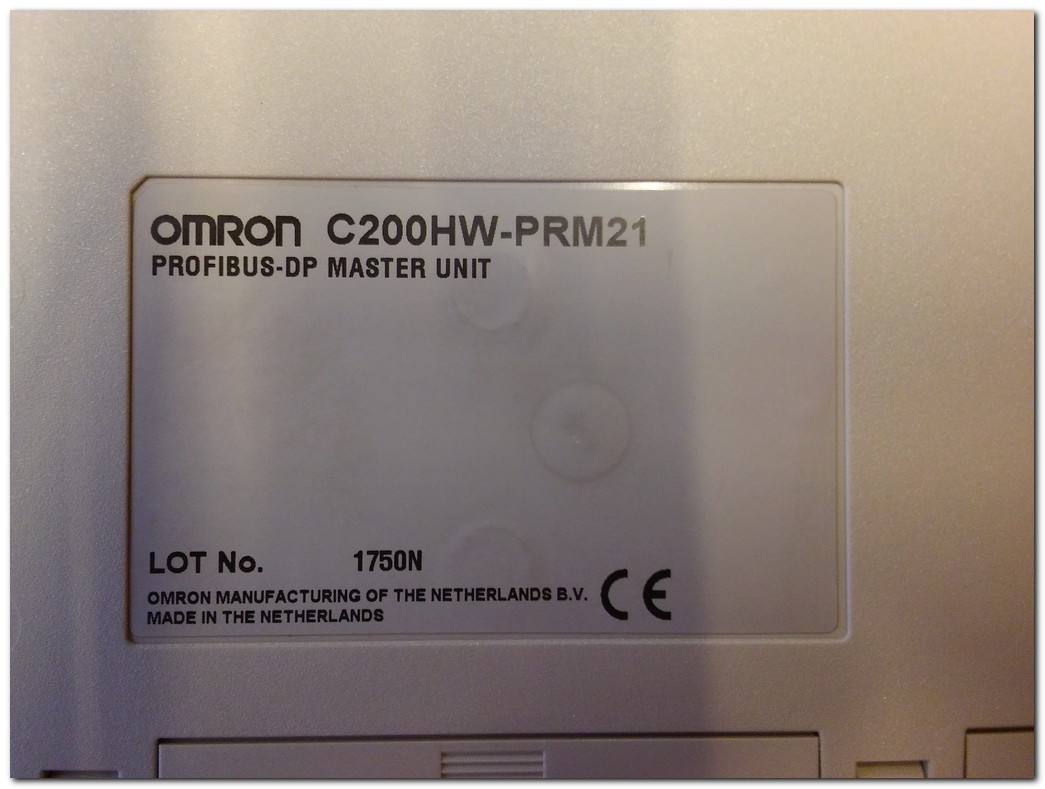 OMRON C200HW-PRM21
PROFIBUS-DP MASTER UNIT
LOT No. 1750N
OMRON MANUFACTURING OF THE NETHERLANDS B.V.
MADE IN THE NETHERLANDS
CE